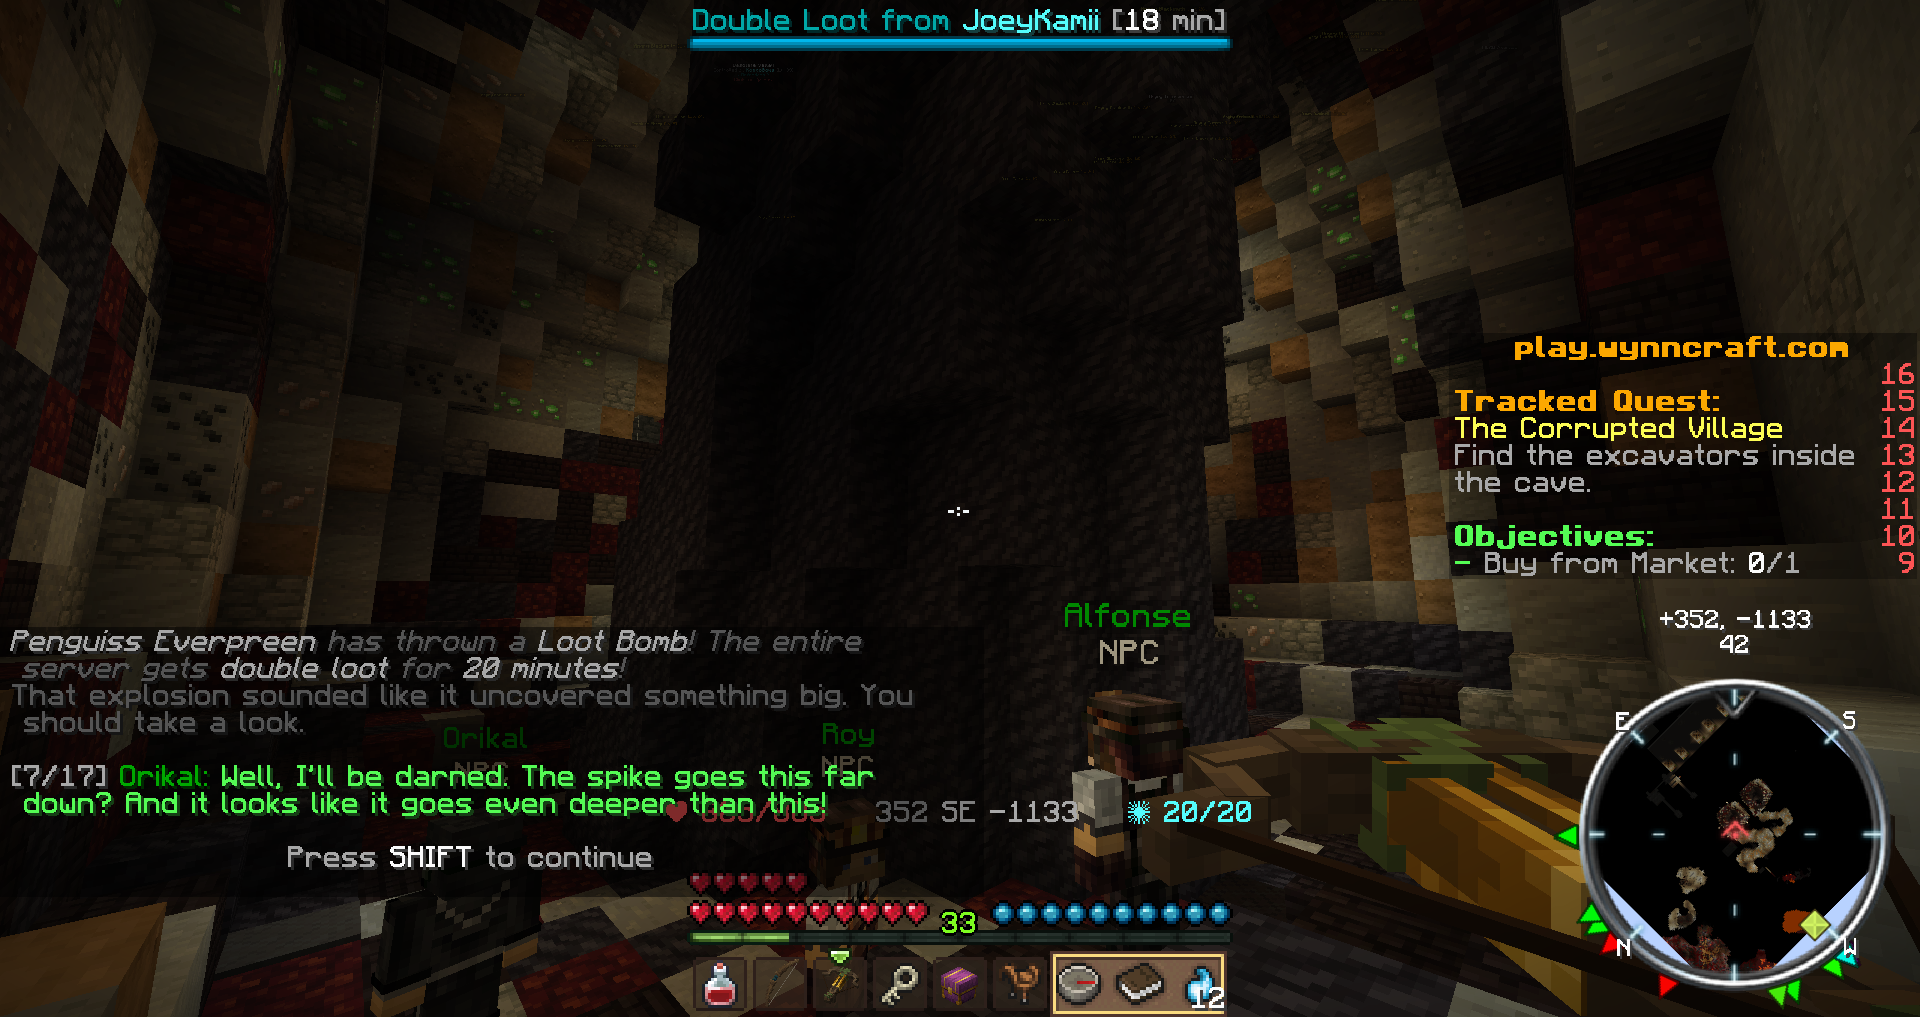 Double Loot from JoeyKamii [18 min]
play.wynncraft.com
16
Tracked Quest: 15
The Corrupted Village 14
Find the excavators inside 13
the cave. 12
11
Objectives: 10
- Buy from Market: 0/1 9
+352, -1133
42
Alfonse
NPC
Penguiss Everpreen has thrown a Loot Bomb! The entire
server gets double loot for 20 minutes!
That explosion sounded like it uncovered something big. You
should take a look.
Orikal
NPC
Roy
NPC
[7/17] Orikal: Well, I'll be darned. The spike goes this far
down? And it looks like it goes even deeper than this!
352 SE -1133
20/20
Press SHIFT to continue
E
S
N
W
33
12